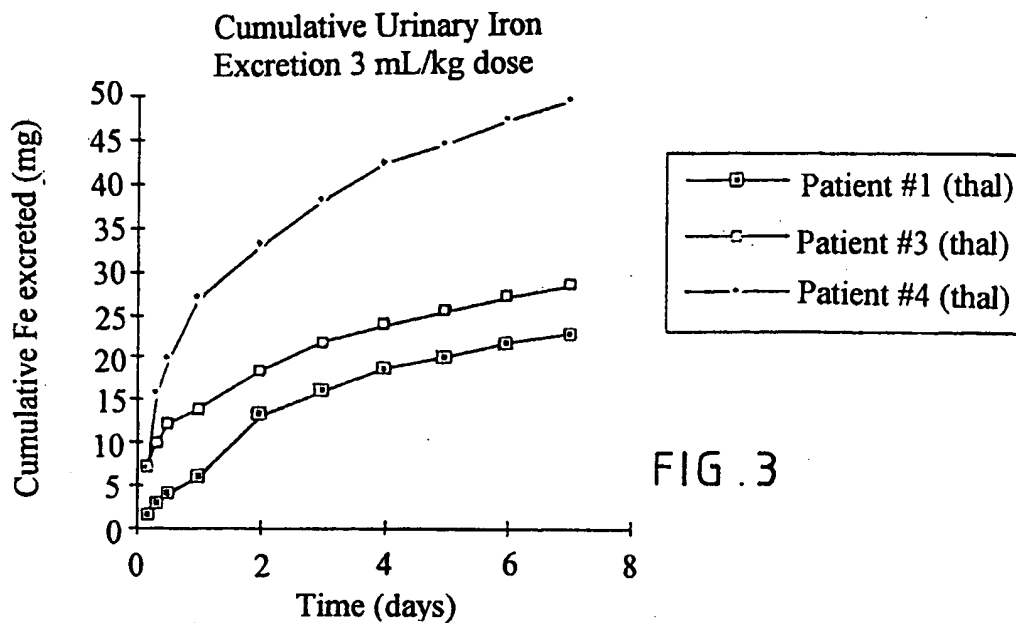 Cumulative Urinary Iron
Excretion 3 mL/kg dose
Cumulative Fe excreted (mg)
50
45
40
35
30
25
20
15
10
5
0
0 2 4 6 8
Time (days)
Patient #1 (thal)
Patient #3 (thal)
Patient #4 (thal)
FIG.3